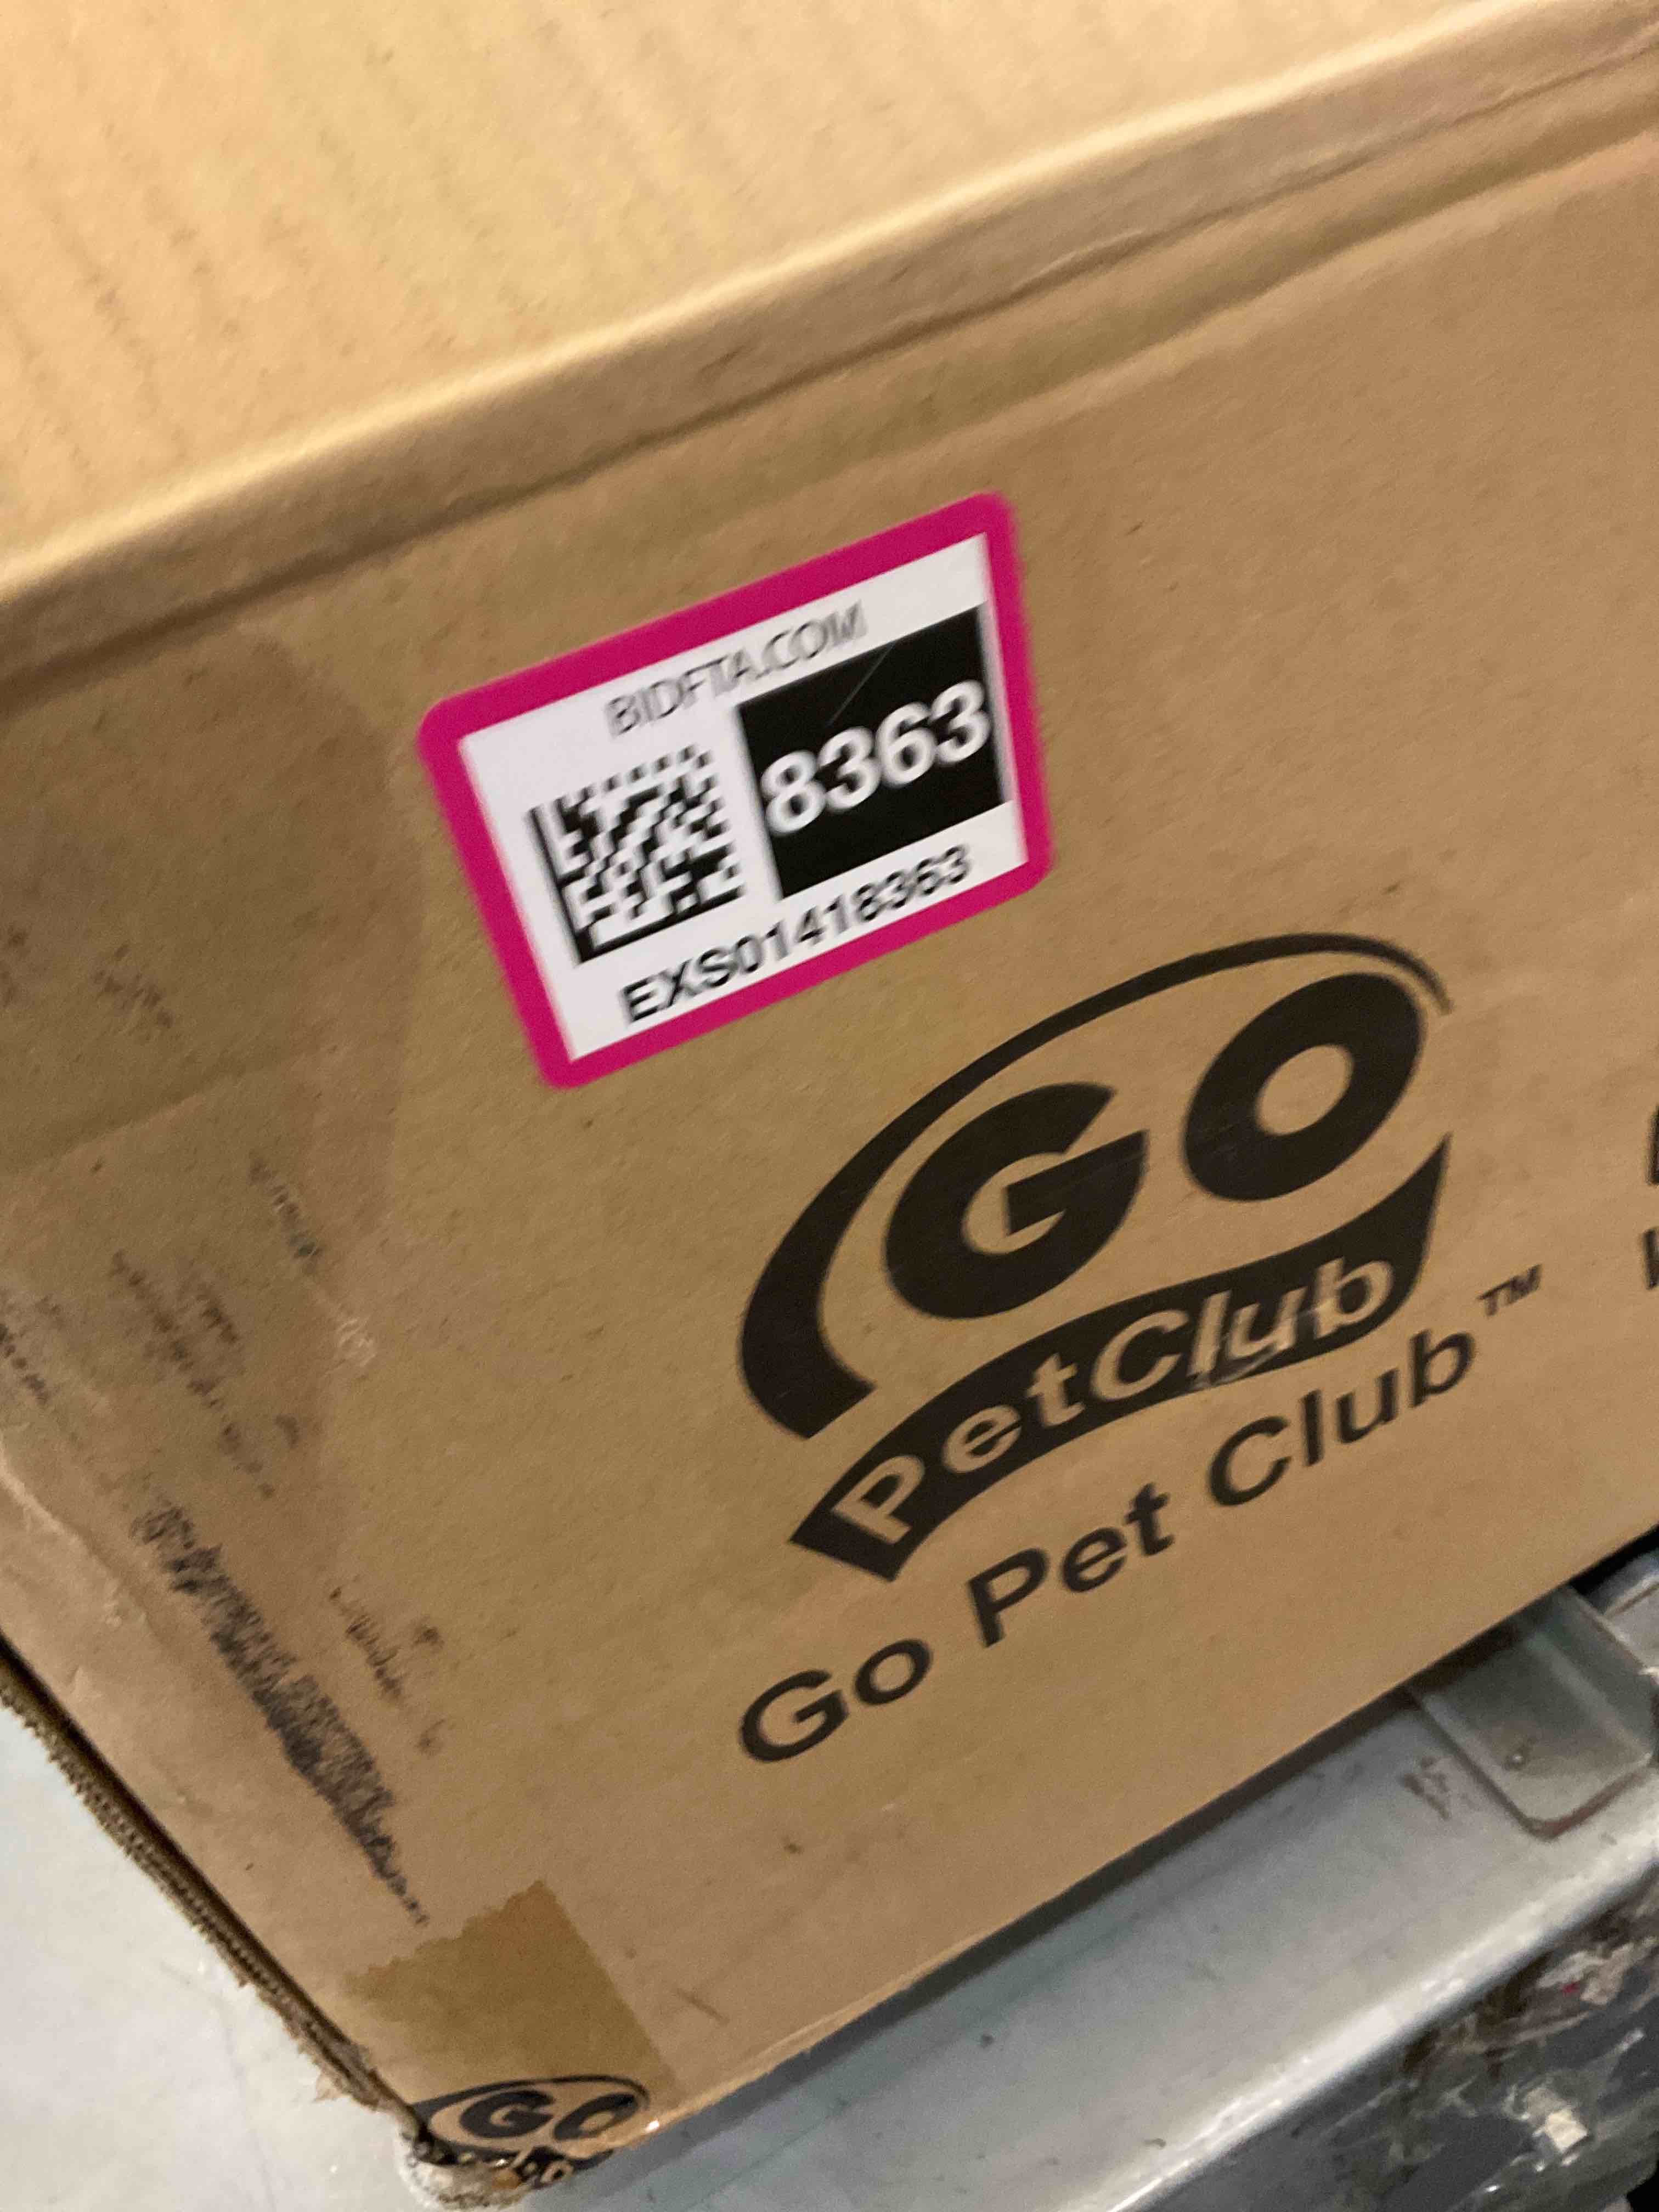 BIDFTA.COM
8363
EXS01418363
GO
PetClub
Go Pet Club™
GO